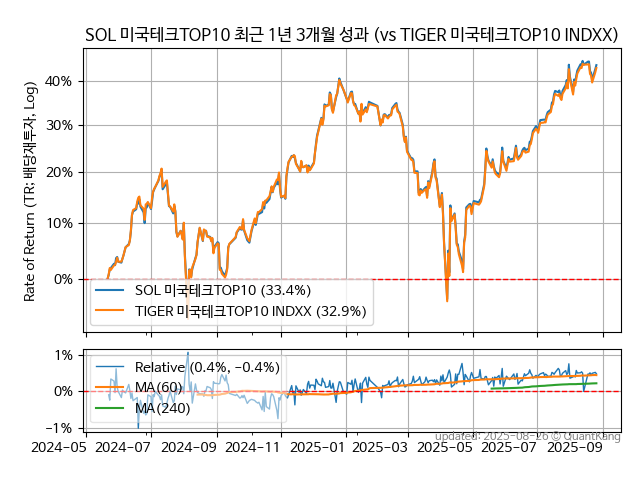 SOL 미국테크TOP10 최근 1년 3개월 성과 (vs TIGER 미국테크TOP10 INDXX)
Rate of Return (TR: 배당재투자, Log)
40%
30%
20%
10%
0%
SOL 미국테크TOP10 (33.4%)
TIGER 미국테크TOP10 INDXX (32.9%)
1%
0%
−1%
Relative (0.4%, −0.4%)
MA(60)
MA(240)
updated: 2025-08-26 © QuantKang
2024-05 2024-07 2024-09 2024-11 2025-01 2025-03 2025-05 2025-07 2025-09